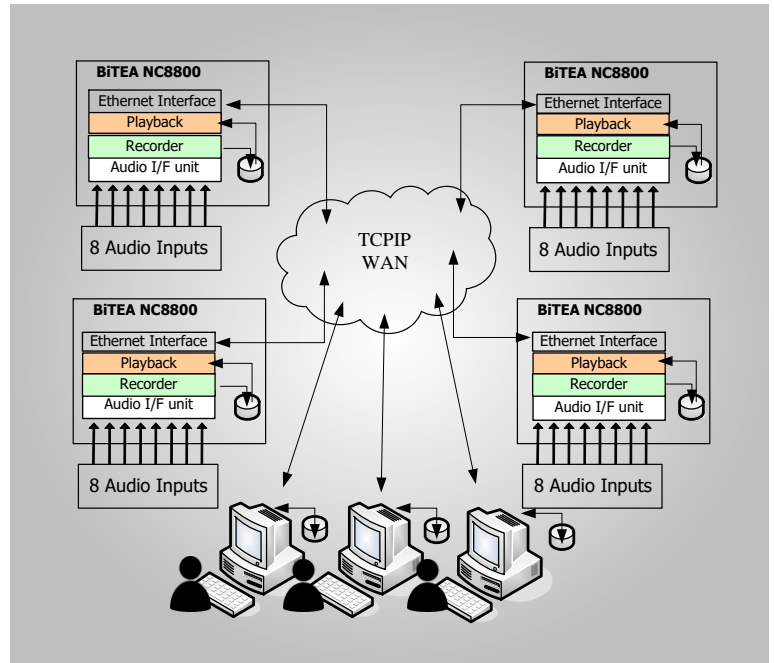 BiTEA NC8800
Ethernet Interface
Playback
Recorder
Audio I/F unit
8 Audio Inputs
BiTEA NC8800
Ethernet Interface
Playback
Recorder
Audio I/F unit
8 Audio Inputs
TCPIP
WAN
BiTEA NC8800
Ethernet Interface
Playback
Recorder
Audio I/F unit
8 Audio Inputs
BiTEA NC8800
Ethernet Interface
Playback
Recorder
Audio I/F unit
8 Audio Inputs